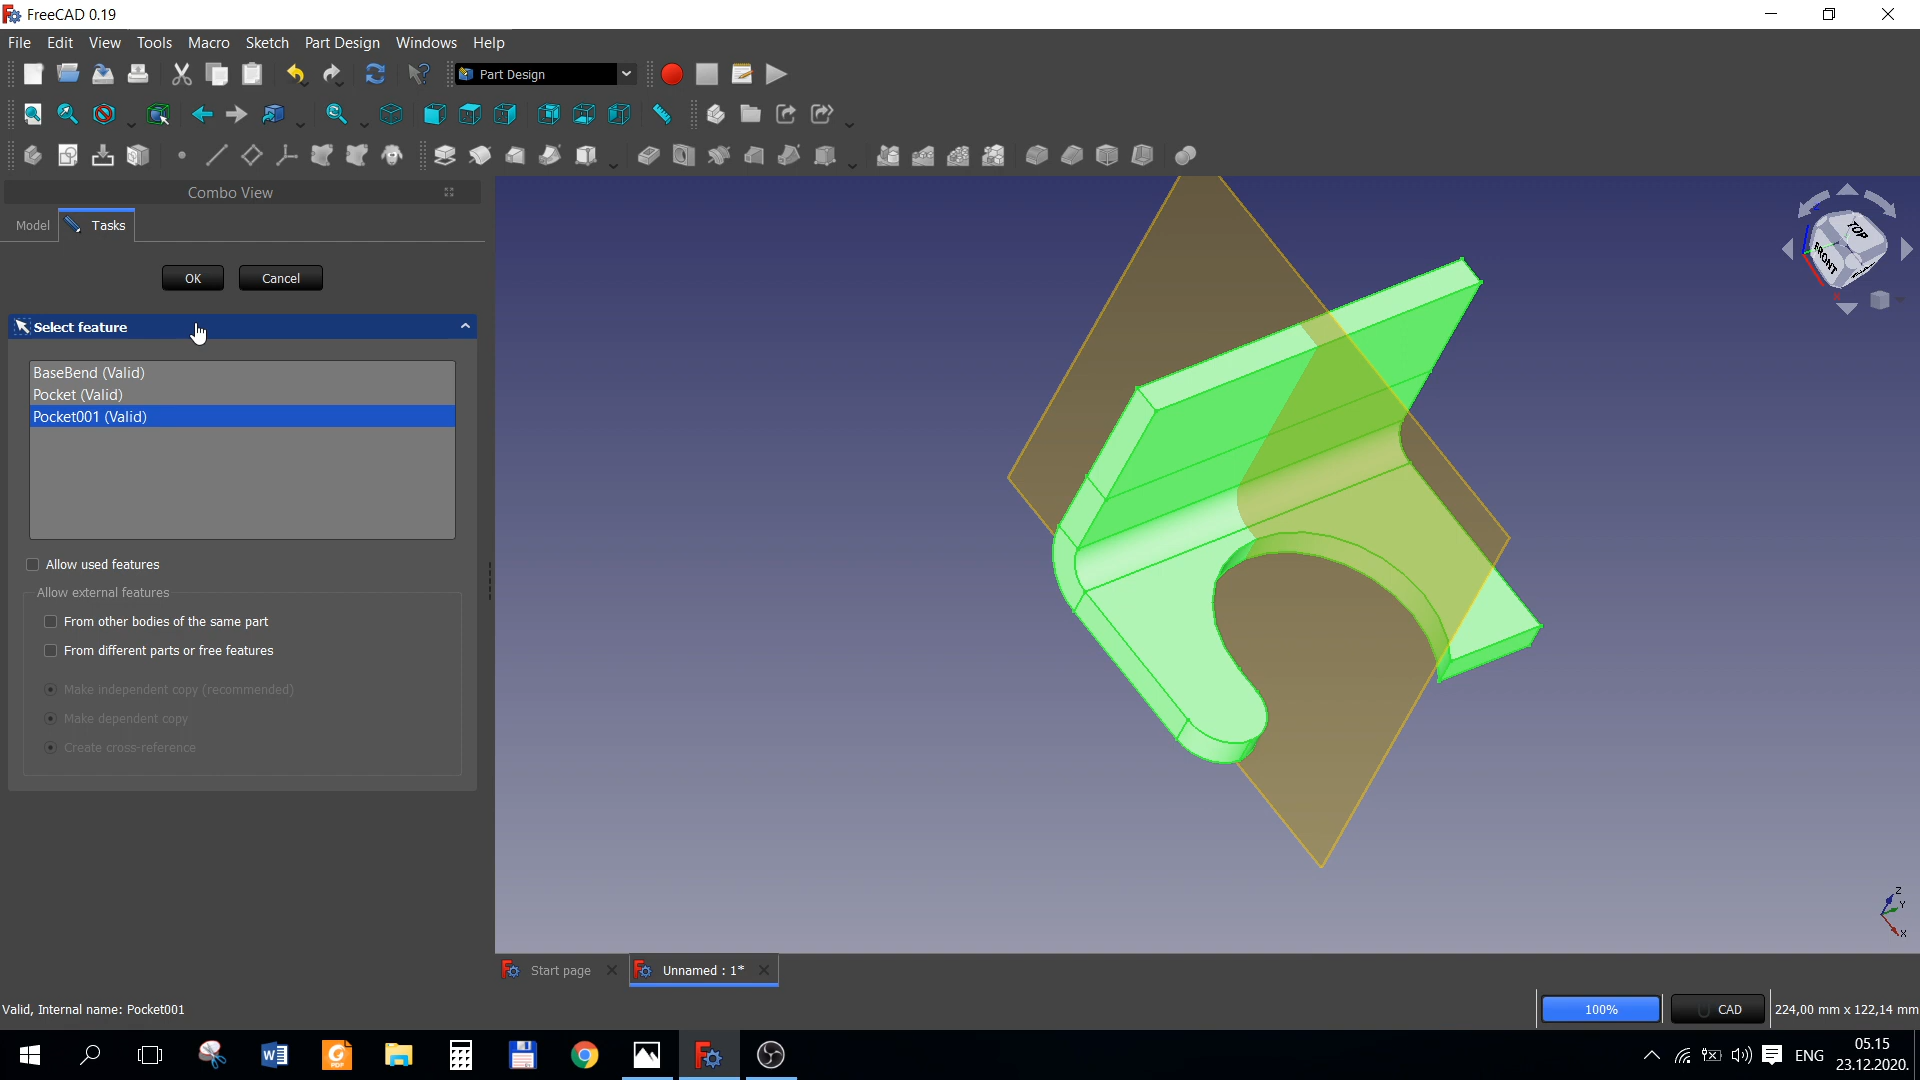 FreeCAD 0.19
File Edit View Tools Macro Sketch Part Design Windows Help
Part Design
Combo View
Model Tasks
OK Cancel
Select feature
BaseBend (Valid)
Pocket (Valid)
Pocket001 (Valid)
Allow used features
Allow external features
From other bodies of the same part
From different parts or free features
Make independent copy (recommended)
Make dependent copy
Create cross-reference
TOP
FRONT
Z
Y
X
Start page Unnamed : 1*
Valid, Internal name: Pocket001
100% CAD 224,00 mm x 122,14 mm
ENG
05.15
23.12.2020.